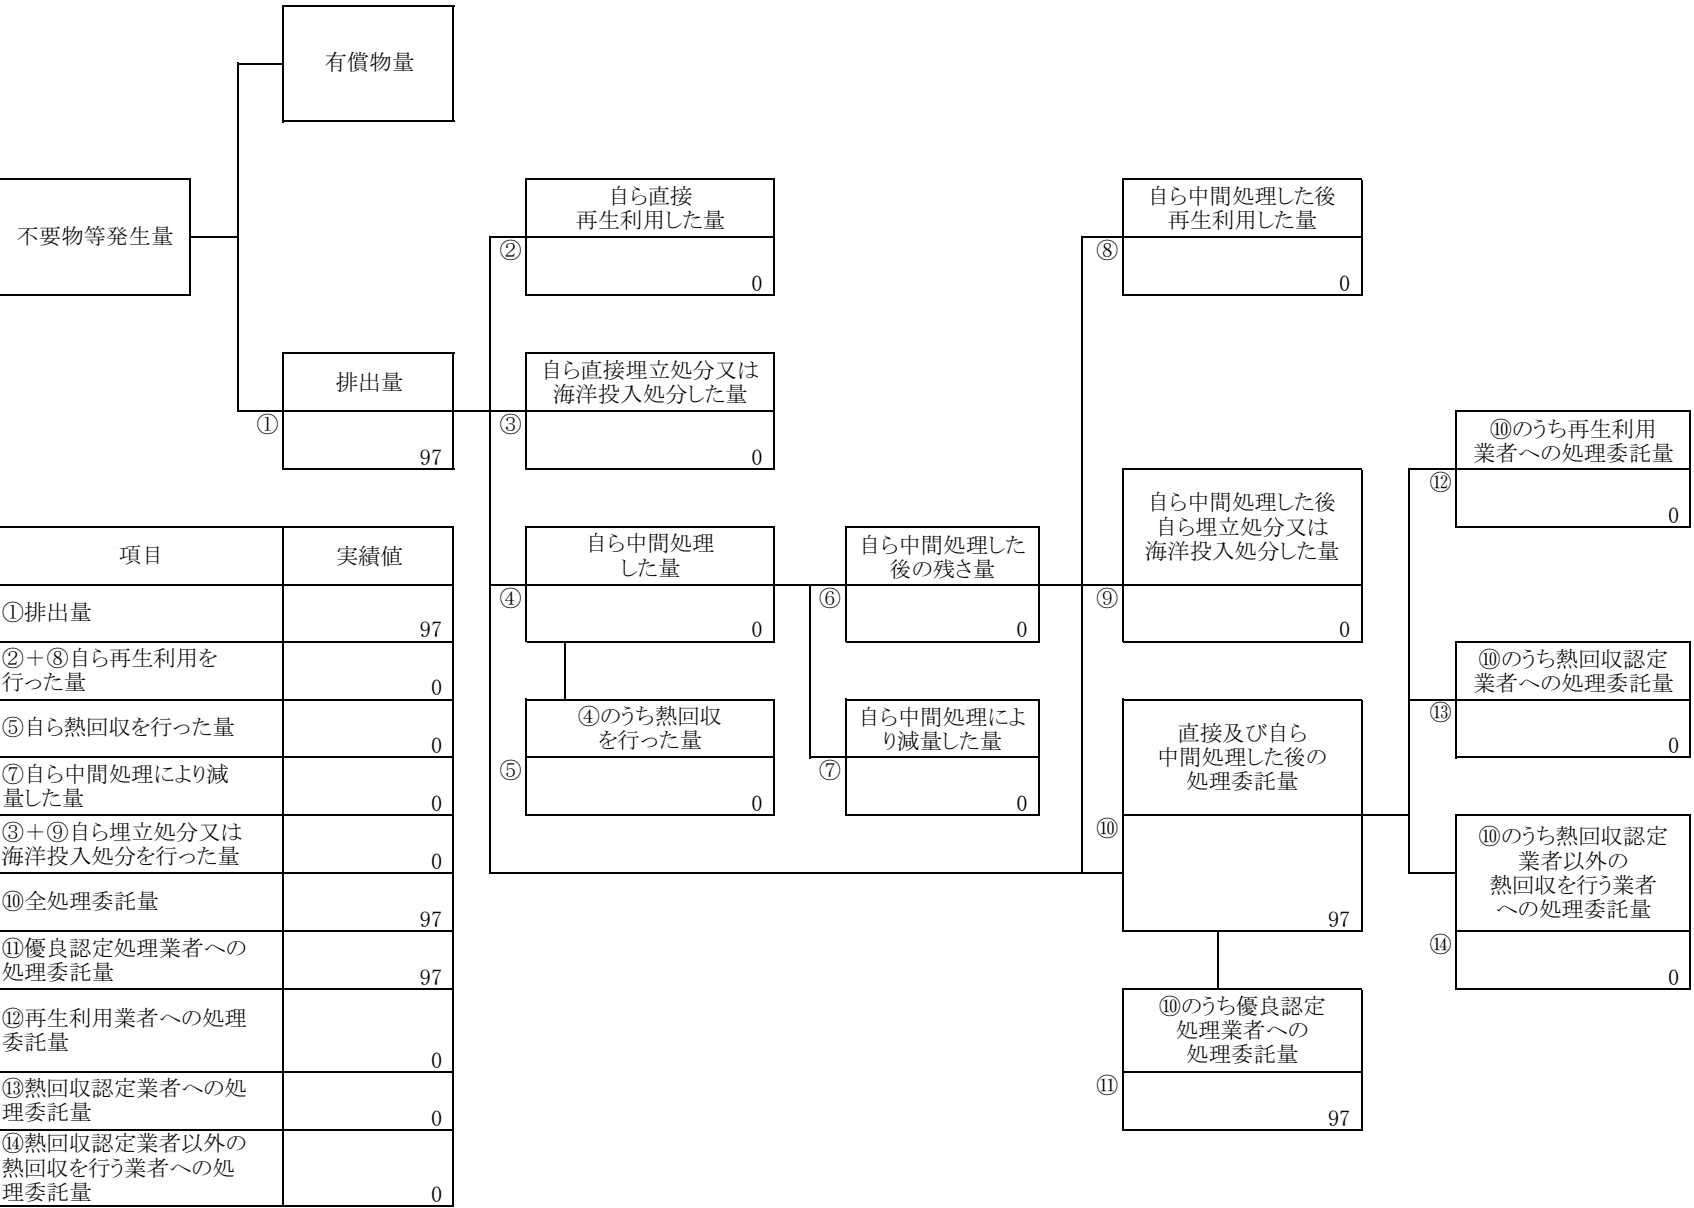 有償物量
不要物等発生量
排出量
①
97
自ら直接
再生利用した量
②
0
自ら直接埋立処分又は
海洋投入処分した量
③
0
自ら中間処理
した量
④
0
④のうち熱回収
を行った量
⑤
0
自ら中間処理した
後の残さ量
⑥
0
自ら中間処理によ
り減量した量
⑦
0
自ら中間処理した後
再生利用した量
⑧
0
自ら中間処理した後
自ら埋立処分又は
海洋投入処分した量
⑨
0
直接及び自ら
中間処理した後の
処理委託量
⑩
97
⑩のうち優良認定
処理業者への
処理委託量
⑪
97
⑩のうち再生利用
業者への処理委託量
⑫
0
⑩のうち熱回収認定
業者への処理委託量
⑬
0
⑩のうち熱回収認定
業者以外の
熱回収を行う業者
への処理委託量
⑭
0
項目
実績値
①排出量
97
②＋⑧自ら再生利用を
行った量
0
⑤自ら熱回収を行った量
0
⑦自ら中間処理により減
量した量
0
③＋⑨自ら埋立処分又は
海洋投入処分を行った量
0
⑩全処理委託量
97
⑪優良認定処理業者への
処理委託量
97
⑫再生利用業者への処理
委託量
0
⑬熱回収認定業者への処
理委託量
0
⑭熱回収認定業者以外の
熱回収を行う業者への処
理委託量
0